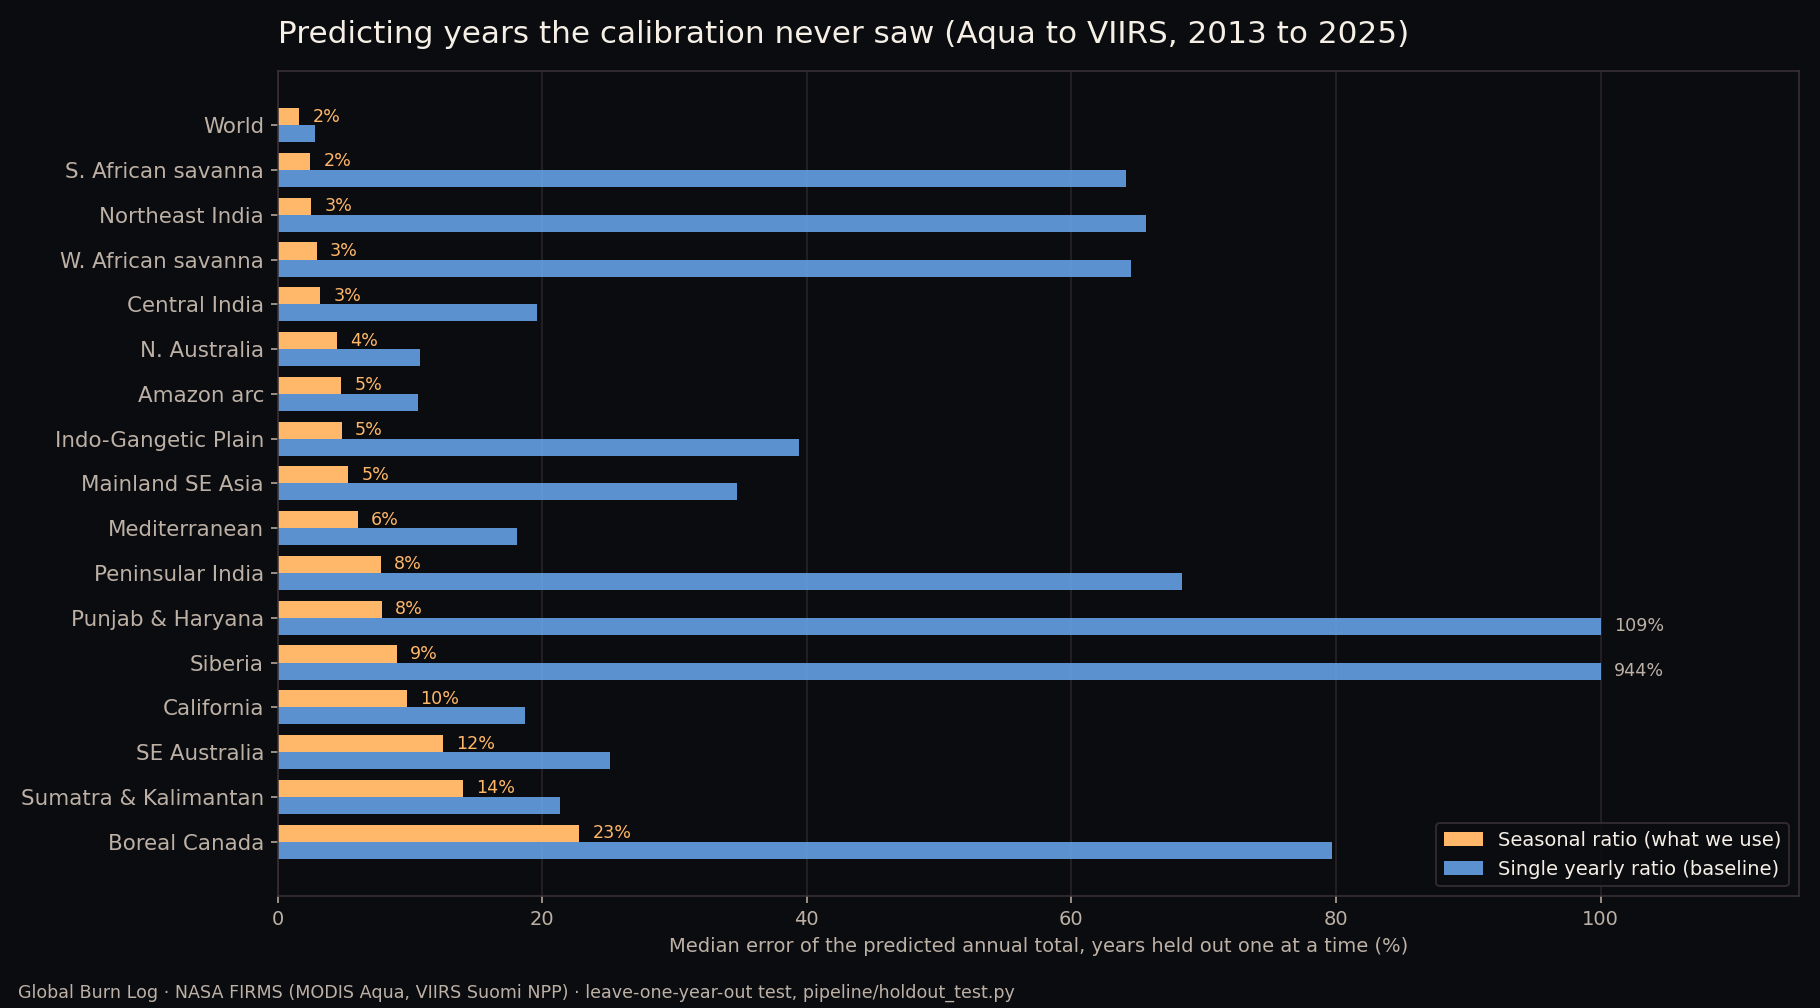 Predicting years the calibration never saw (Aqua to VIIRS, 2013 to 2025)
World 2%
S. African savanna 2%
Northeast India 3%
W. African savanna 3%
Central India 3%
N. Australia 4%
Amazon arc 5%
Indo-Gangetic Plain 5%
Mainland SE Asia 5%
Mediterranean 6%
Peninsular India 8%
Punjab & Haryana 8% 109%
Siberia 9% 944%
California 10%
SE Australia 12%
Sumatra & Kalimantan 14%
Boreal Canada 23%
Seasonal ratio (what we use)
Single yearly ratio (baseline)
0 20 40 60 80 100
Median error of the predicted annual total, years held out one at a time (%)
Global Burn Log · NASA FIRMS (MODIS Aqua, VIIRS Suomi NPP) · leave-one-year-out test, pipeline/holdout_test.py